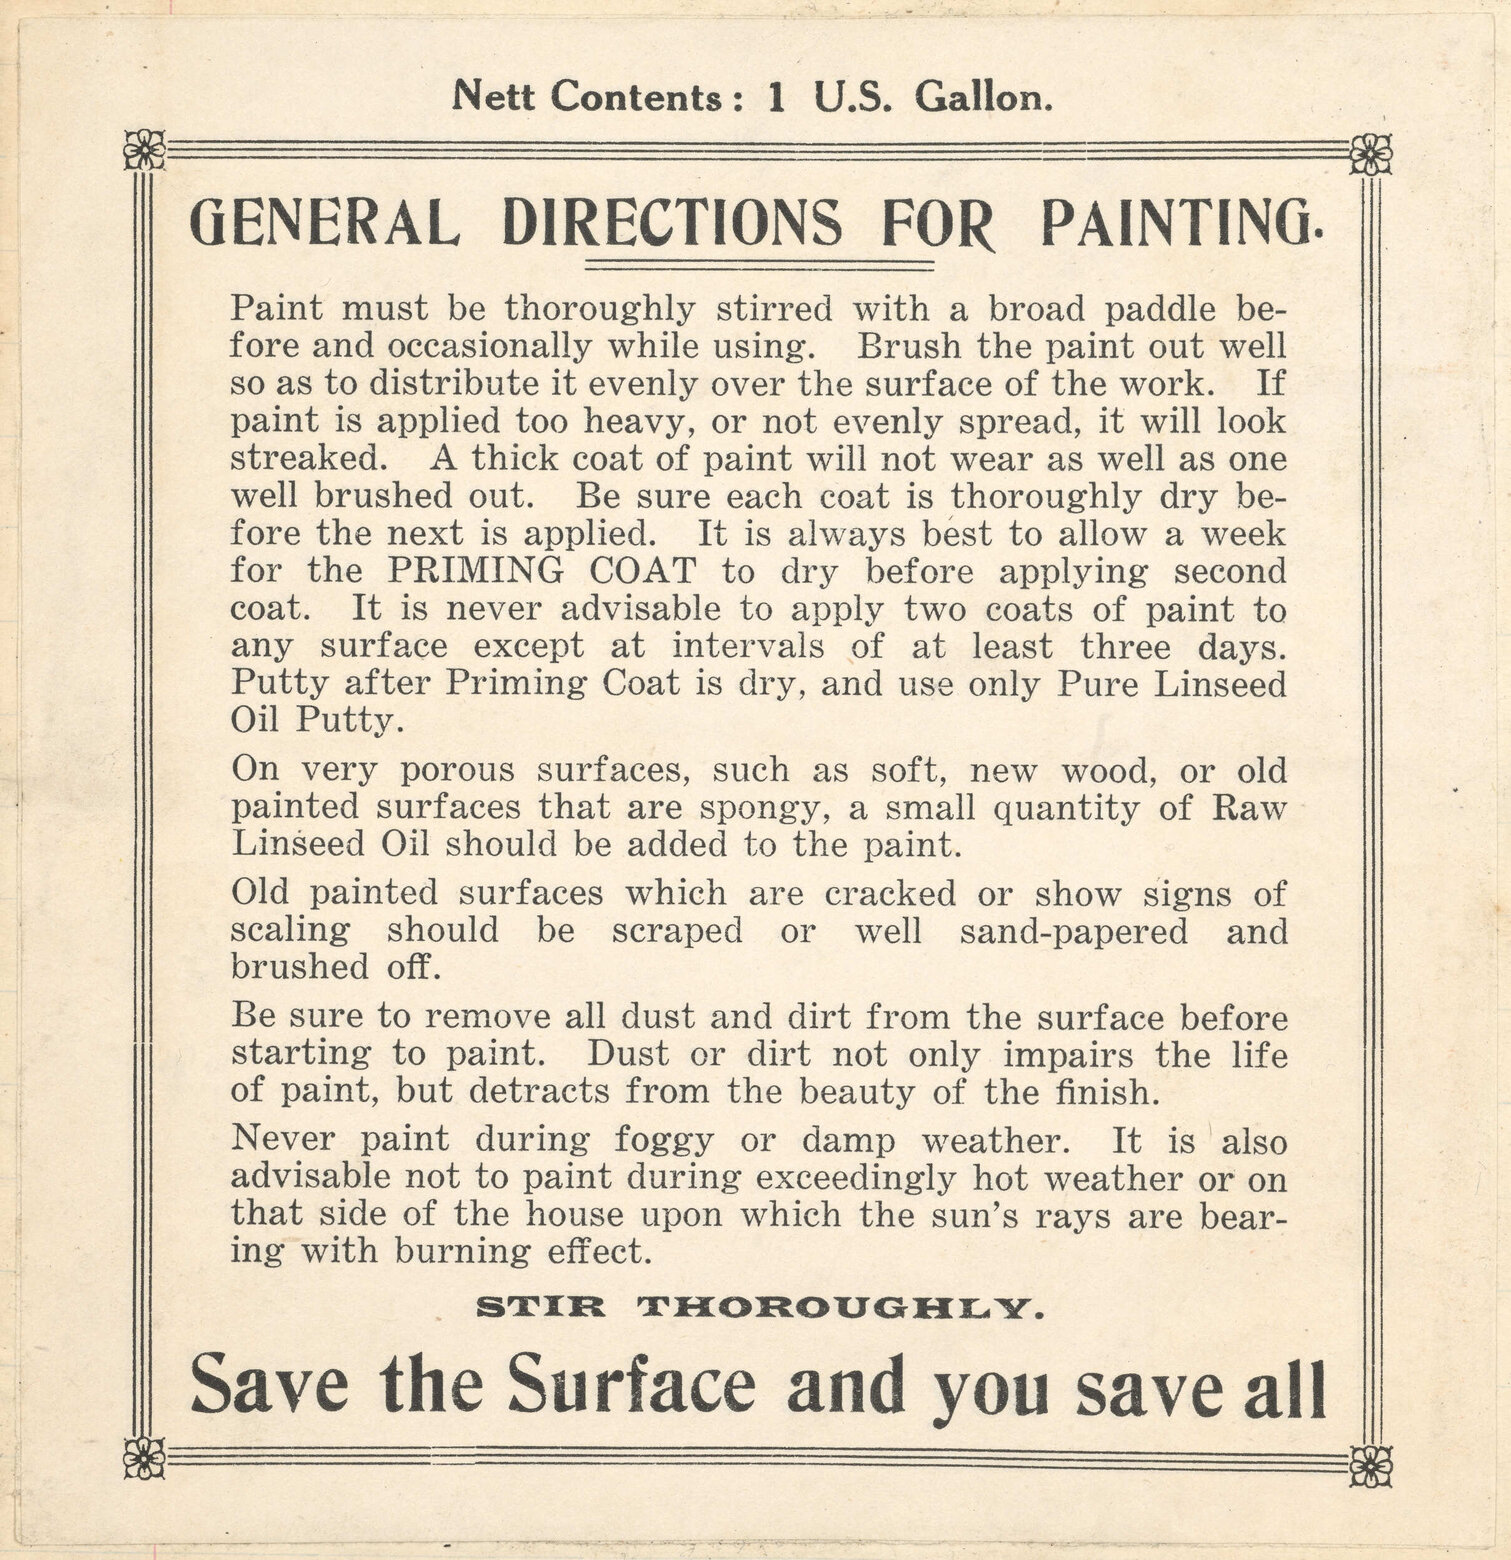 Nett Contents: 1 U.S. Gallon.
GENERAL DIRECTIONS FOR PAINTING.
Paint must be thoroughly stirred with a broad paddle be-
fore and occasionally while using. Brush the paint out well
so as to distribute it evenly over the surface of the work. If
paint is applied too heavy, or not evenly spread, it will look
streaked. A thick coat of paint will not wear as well as one
well brushed out. Be sure each coat is thoroughly dry be-
fore the next is applied. It is always best to allow a week
for the PRIMING COAT to dry before applying second
coat. It is never advisable to apply two coats of paint to
any surface except at intervals of at least three days.
Putty after Priming Coat is dry, and use only Pure Linseed
Oil Putty.
On very porous surfaces, such as soft, new wood, or old
painted surfaces that are spongy, a small quantity of Raw
Linseed Oil should be added to the paint.
Old painted surfaces which are cracked or show signs of
scaling should be scraped or well sand-papered and
brushed off.
Be sure to remove all dust and dirt from the surface before
starting to paint. Dust or dirt not only impairs the life
of paint, but detracts from the beauty of the finish.
Never paint during foggy or damp weather. It is also
advisable not to paint during exceedingly hot weather or on
that side of the house upon which the sun's rays are bear-
ing with burning effect.
STIR THOROUGHLY.
Save the Surface and you save all